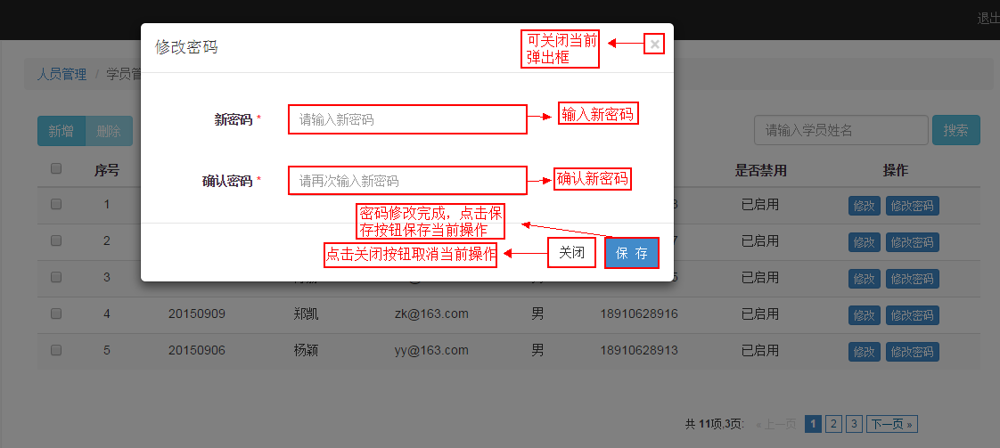 退出
修改密码
可关闭当前
弹出框
×
人员管理 / 学员管
新密码 *
请输入新密码
输入新密码
新增
删除
请输入学员姓名
搜索
确认密码 *
请再次输入新密码
确认新密码
密码修改完成，点击保
存按钮保存当前操作
点击关闭按钮取消当前操作
关闭
保 存
序号 是否禁用 操作
1 已启用 修改 修改密码
2 已启用 修改 修改密码
3 已启用 修改 修改密码
4 20150909 郑凯 zk@163.com 男 18910628916 已启用 修改 修改密码
5 20150906 杨颖 yy@163.com 男 18910628913 已启用 修改 修改密码
共 11项,3页: « 上一页 1 2 3 下一页 »